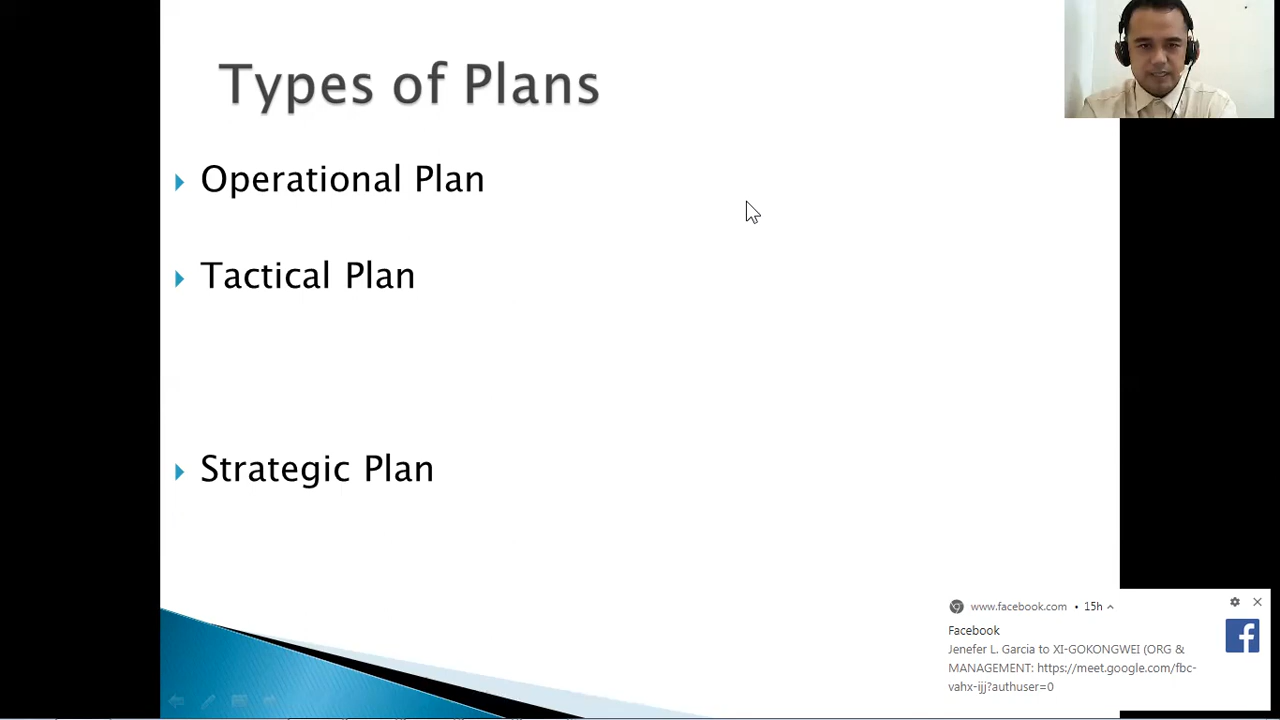 Types of Plans
Operational Plan
Tactical Plan
Strategic Plan
www.facebook.com • 15h
Facebook
Jenefer L. Garcia to XI-GOKONGWEI (ORG &
MANAGEMENT: https://meet.google.com/fbc-
vahx-ijj?authuser=0